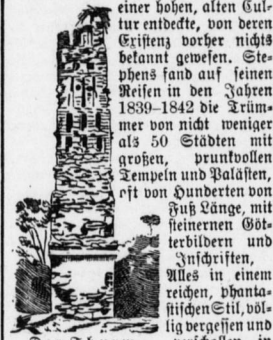 einer hohen, alten Cul-
tur entdeckte, von deren
Existenz vorher nichts
bekannt gewesen. Ste-
phens fand auf seinen
Reisen in den Jahren
1839–1842 die Trüm-
mer von nicht weniger
als 50 Städten mit
großen, prunkvollen
Tempeln und Palästen,
oft von Hunderten von
Fuß Länge, mit
steinernen Göt-
terbildern und
Inschriften,
Alles in einem
reichen, phanta-
stischen Stil, völ-
lig vergessen und